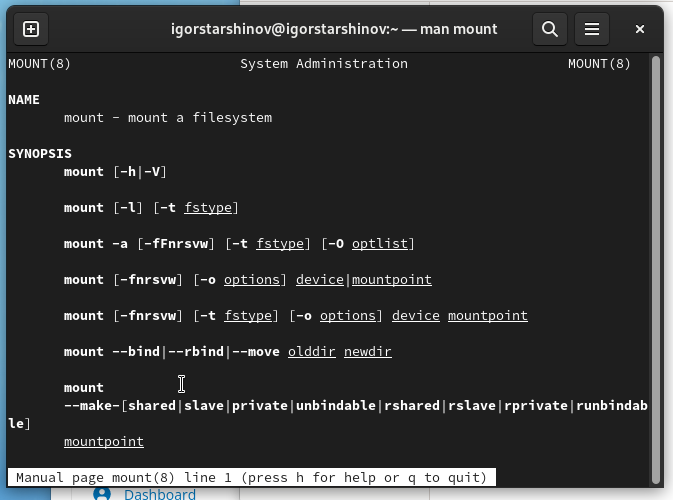 igorstarshinov@igorstarshinov:~ — man mount
MOUNT(8) System Administration MOUNT(8)
NAME
mount - mount a filesystem
SYNOPSIS
mount [-h|-V]
mount [-l] [-t fstype]
mount -a [-fFnrsvw] [-t fstype] [-O optlist]
mount [-fnrsvw] [-o options] device|mountpoint
mount [-fnrsvw] [-t fstype] [-o options] device mountpoint
mount --bind|--rbind|--move olddir newdir
mount
--make-[shared|slave|private|unbindable|rshared|rslave|rprivate|runbindab
le]
mountpoint
Manual page mount(8) line 1 (press h for help or q to quit)
Dashboard